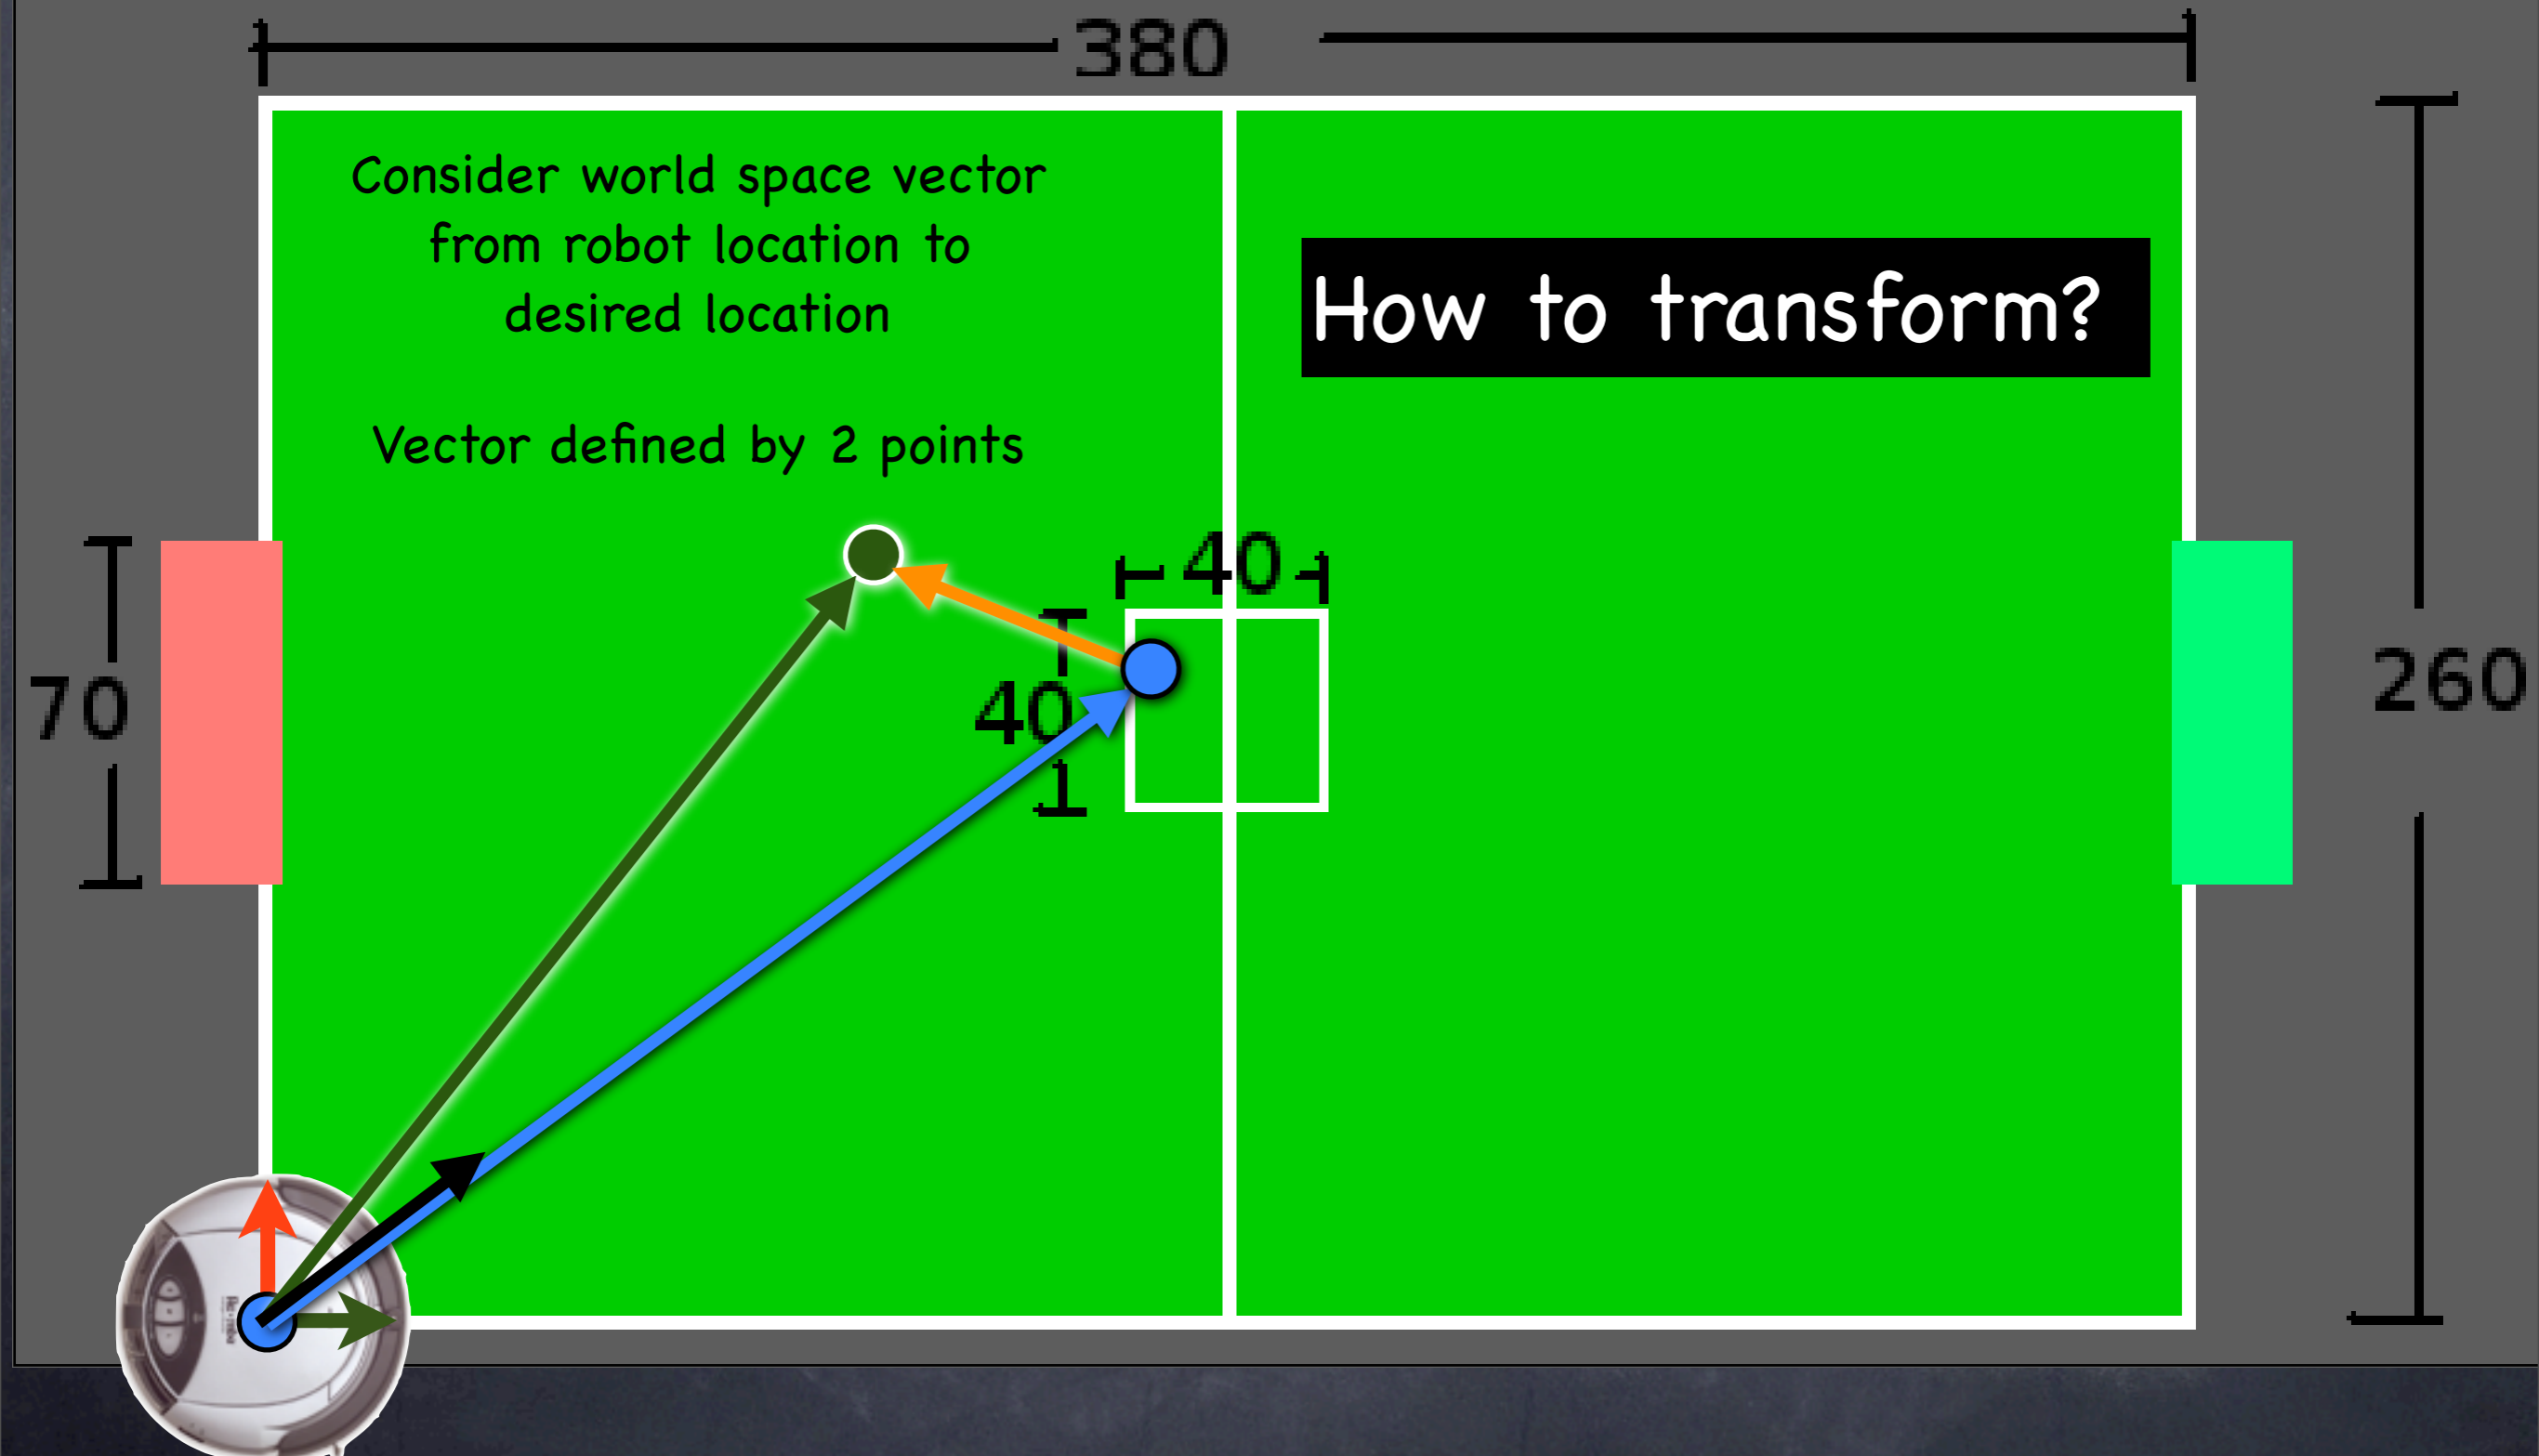 380
Consider world space vector
from robot location to
desired location
How to transform?
Vector defined by 2 points
40
40
70
260